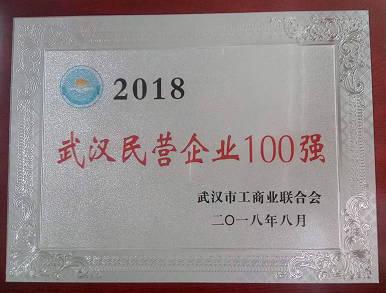 2018
武汉民营企业100强
武汉市工商业联合会
二〇一八年八月